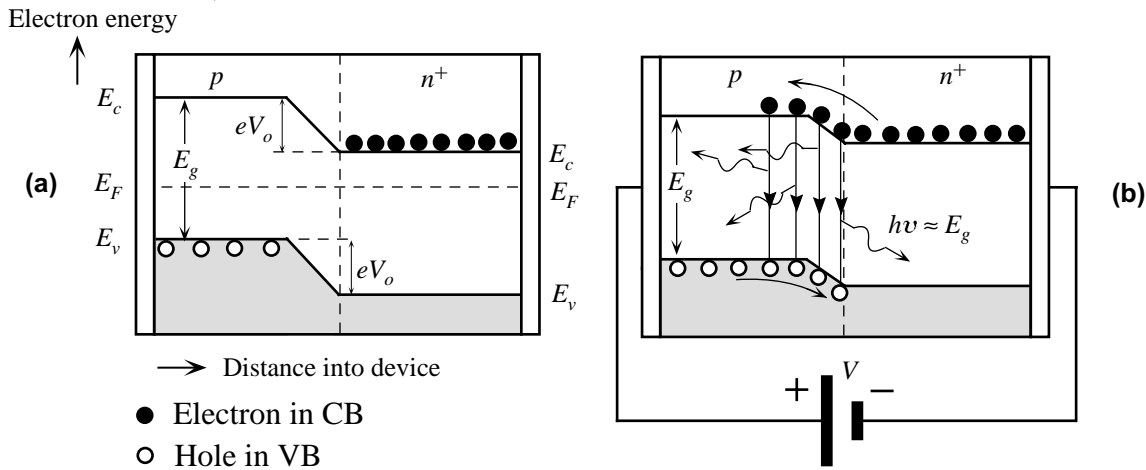 Electron energy
p
n+
Ec
eVo
Eg
Ec
(a)
EF
EF
Ev
eVo
Ev
Distance into device
Electron in CB
Hole in VB
p
n+
Eg
hυ ≈ Eg
(b)
+
V
−